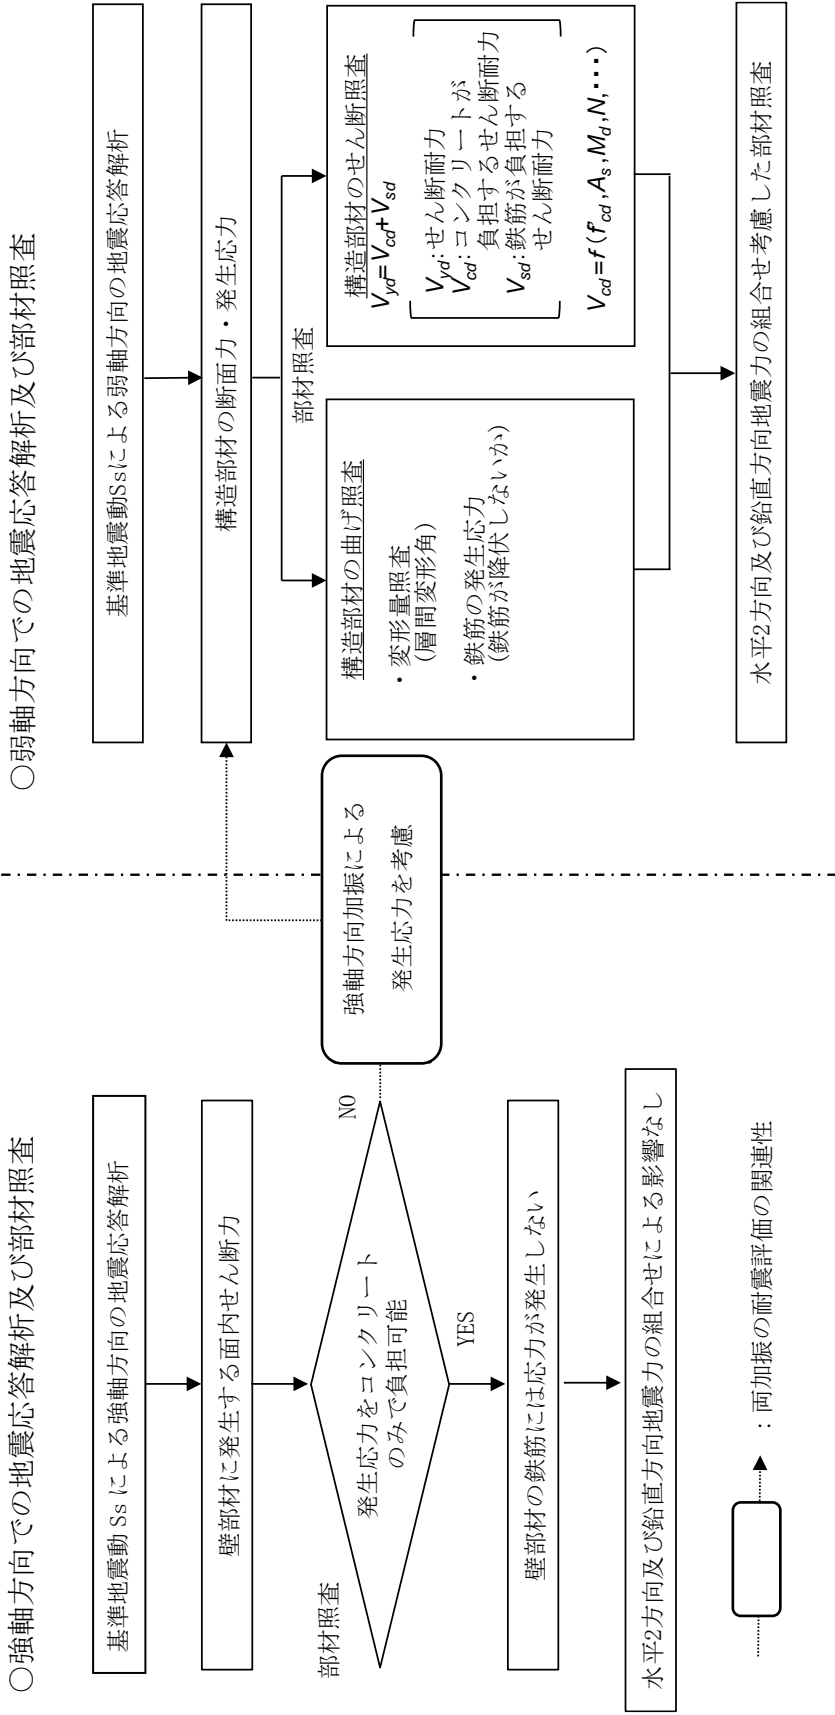 ○強軸方向での地震応答解析及び部材照査
基準地震動 Ss による強軸方向の地震応答解析
壁部材に発生する面内せん断力
部材照査
発生応力をコンクリート
のみで負担可能
NO
YES
壁部材の鉄筋には応力が発生しない
水平2方向及び鉛直方向地震力の組合せによる影響なし
：両加振の耐震評価の関連性
強軸方向加振による
発生応力を考慮
○弱軸方向での地震応答解析及び部材照査
基準地震動Ssによる弱軸方向の地震応答解析
構造部材の断面力・発生応力
部材照査
構造部材の曲げ照査
・変形量照査
(層間変形角)
・鉄筋の発生応力
(鉄筋が降伏しないか)
構造部材のせん断照査
Vyd=Vcd+Vsd
Vyd:せん断耐力
Vcd:コンクリートが
負担するせん断耐力
Vsd:鉄筋が負担する
せん断耐力
Vcd=f(f'cd,As,Md,N,･･･)
水平2方向及び鉛直方向地震力の組合せ考慮した部材照査